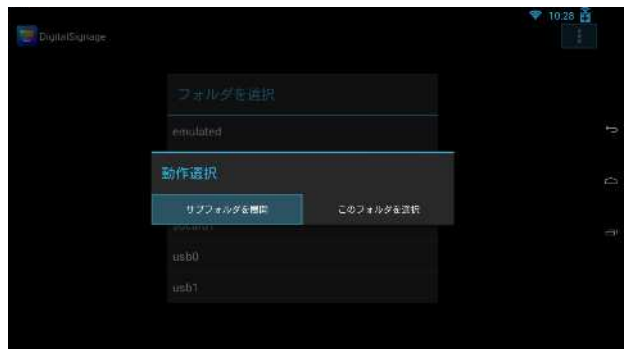 10:28
DigitalSignage
フォルダを選択
emulated
動作選択
サブフォルダを展開
このフォルダを選択
usb0
usb1